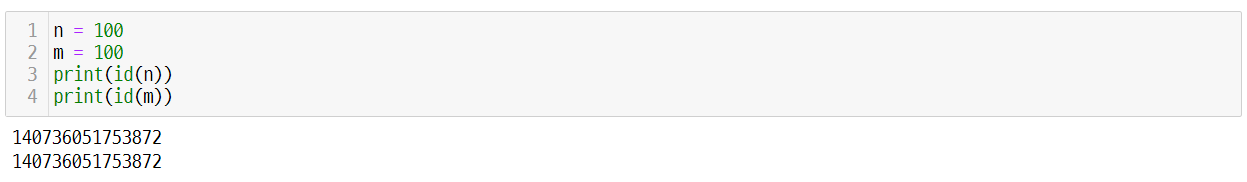 1 n = 100
2 m = 100
3 print(id(n))
4 print(id(m))
140736051753872
140736051753872